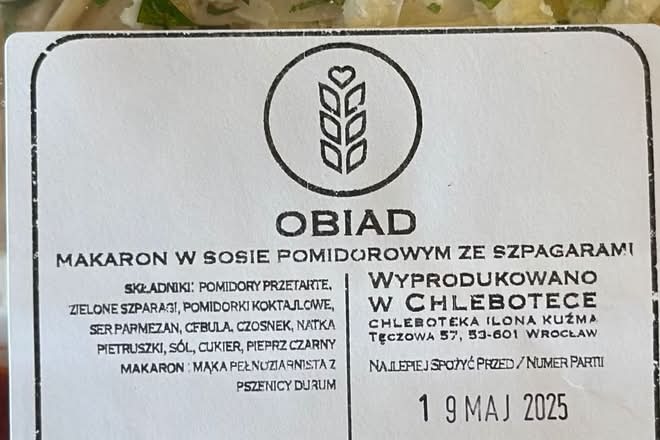 OBIAD
MAKARON W SOSIE POMIDOROWYM ZE SZPAGARAMI
SKŁADNIKI: POMIDORY PRZETARTE,
ZIELONE SZPARAGI, POMIDORKI KOKTAJLOWE,
SER PARMEZAN, CEBULA, CZOSNEK, NATKA
PIETRUSZKI, SÓL, CUKIER, PIEPRZ CZARNY
MAKARON : MĄKA PEŁNOZIARNISTA Z
PSZENICY DURUM
WYPRODUKOWANO
W CHLEBOTECE
CHLEBOTEKA ILONA KUŹMA
TĘCZOWA 57, 53-601 WROCŁAW
NAJLEPIEJ SPOŻYĆ PRZED / NUMER PARTII
19 MAJ 2025